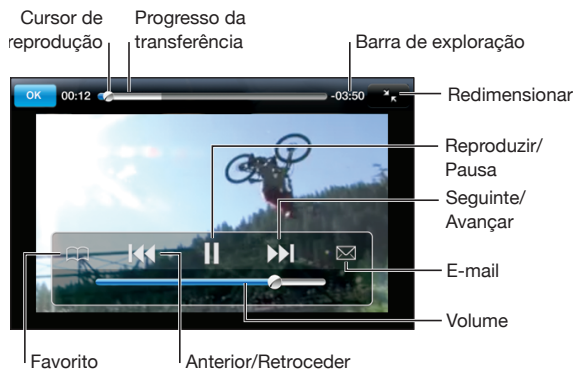 Cursor de
reprodução
Progresso da
transferência
Barra de exploração
OK 00:12 -03:50
Redimensionar
Reproduzir/
Pausa
Seguinte/
Avançar
E-mail
Volume
Favorito
Anterior/Retroceder